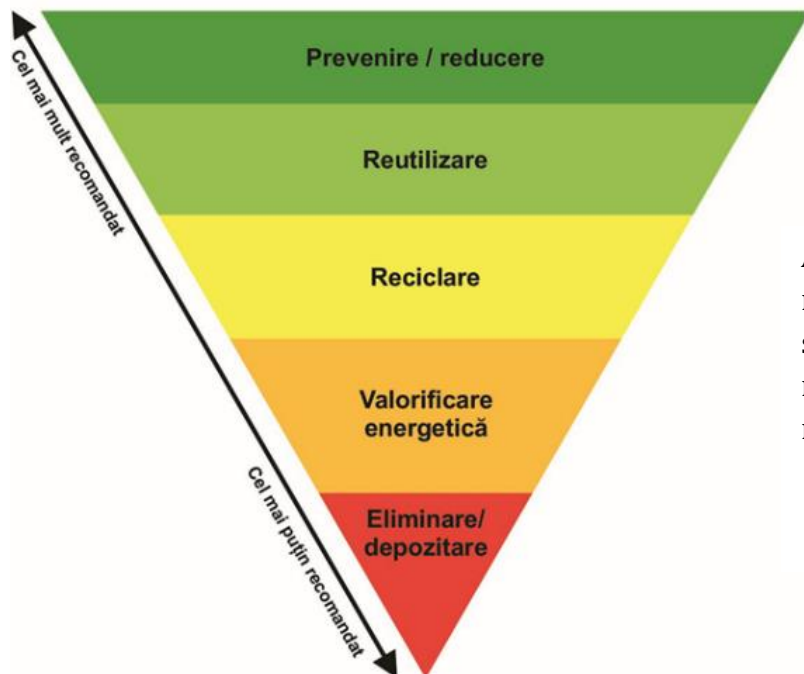 Prevenire / reducere
Cel mai mult recomandat
Reutilizare
Reciclare
Valorificare
energetică
Cel mai puțin recomandat
Eliminare/
depozitare